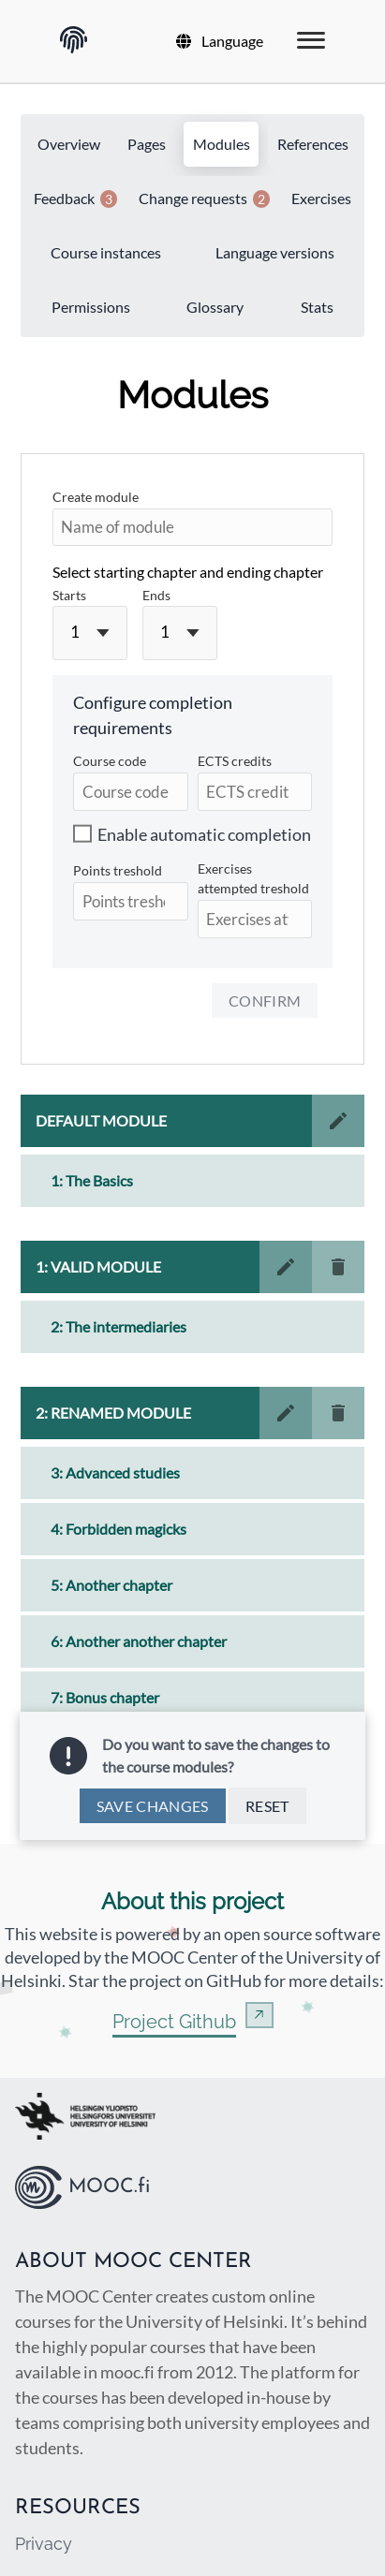 Language
Overview
Pages
Modules
References
Feedback 3
Change requests 2
Exercises
Course instances
Language versions
Permissions
Glossary
Stats
Modules
Create module
Name of module
Select starting chapter and ending chapter
Starts
Ends
1
1
Configure completion
requirements
Course code
ECTS credits
Course code
ECTS credit
Enable automatic completion
Points treshold
Exercises
attempted treshold
Points tresho
Exercises at
CONFIRM
DEFAULT MODULE
1: The Basics
1: VALID MODULE
2: The intermediaries
2: RENAMED MODULE
3: Advanced studies
4: Forbidden magicks
5: Another chapter
6: Another another chapter
7: Bonus chapter
Do you want to save the changes to
the course modules?
SAVE CHANGES
RESET
About this project
This website is powered by an open source software
developed by the MOOC Center of the University of
Helsinki. Star the project on GitHub for more details:
Project Github
HELSINGIN YLIOPISTO
HELSINGFORS UNIVERSITET
UNIVERSITY OF HELSINKI
MOOC.fi
ABOUT MOOC CENTER
The MOOC Center creates custom online
courses for the University of Helsinki. It’s behind
the highly popular courses that have been
available in mooc.fi from 2012. The platform for
the courses has been developed in-house by
teams comprising both university employees and
students.
RESOURCES
Privacy